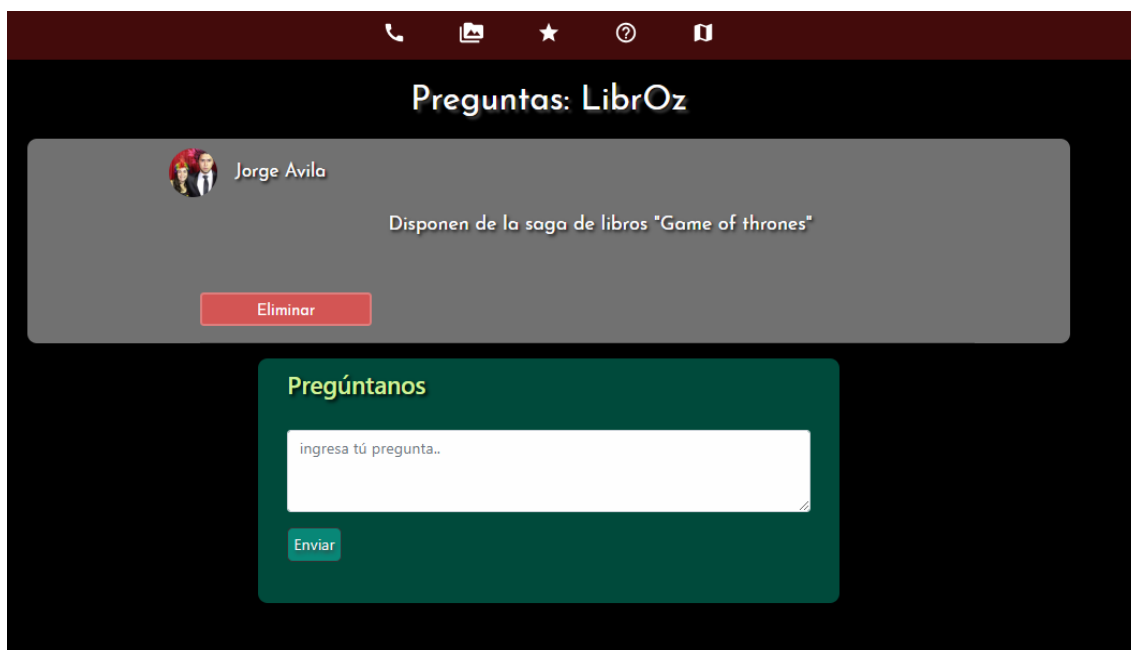 Preguntas: LibrOz
Jorge Avila
Disponen de la saga de libros "Game of thrones"
Eliminar
Pregúntanos
ingresa tú pregunta..
Enviar